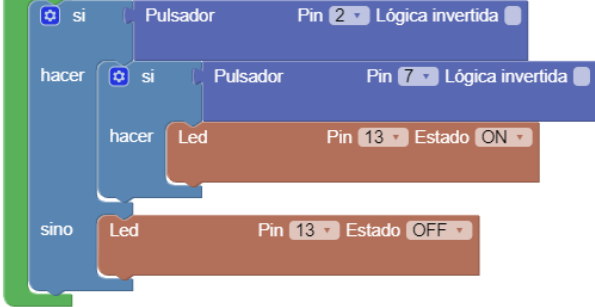 si Pulsador Pin 2 Lógica invertida
hacer si Pulsador Pin 7 Lógica invertida
hacer Led Pin 13 Estado ON
sino Led Pin 13 Estado OFF